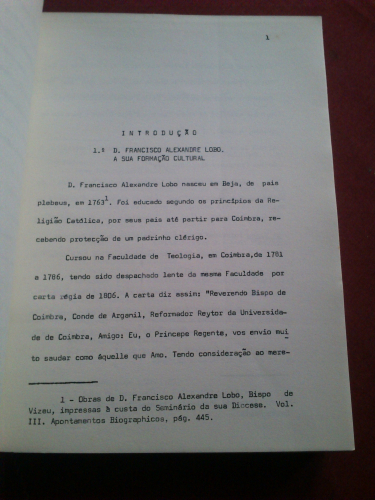 1
INTRODUÇÃO
1.º D. FRANCISCO ALEXANDRE LOBO.
A SUA FORMAÇÃO CULTURAL
D. Francisco Alexandre Lobo nasceu em Beja, de pais
plebeus, em 1763¹. Foi educado segundo os princípios da Re-
ligião Católica, por seus pais até partir para Coimbra, re-
cebendo protecção de um padrinho clérigo.
Cursou na Faculdade de Teologia, em Coimbra,de 1781
a 1786, tendo sido despachado lente da mesma Faculdade por
carta régia de 1806. A carta diz assim: "Reverendo Bispo de
Coimbra, Conde de Arganil, Reformador Reytor da Universida-
de de Coimbra, Amigo: Eu, o Princepe Regente, vos envio mui
to saudar como àquelle que Amo. Tendo consideração ao mere-
1 - Obras de D. Francisco Alexandre Lobo, Bispo de
Vizeu, impressas à custa do Seminário da sua Diocese. Vol.
III. Apontamentos Biographicos, pág. 445.